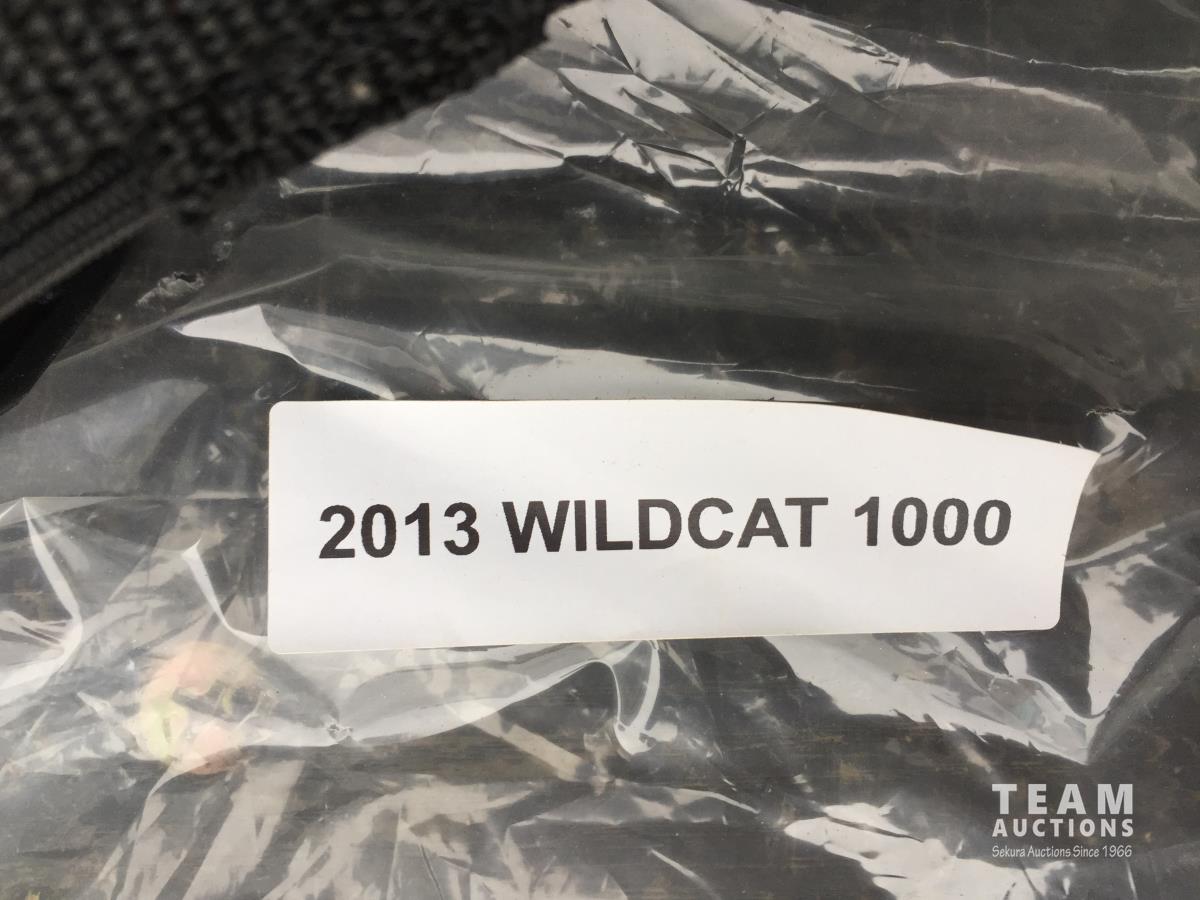 2013 WILDCAT 1000
TEAM
AUCTIONS
Sekura Auctions Since 1966